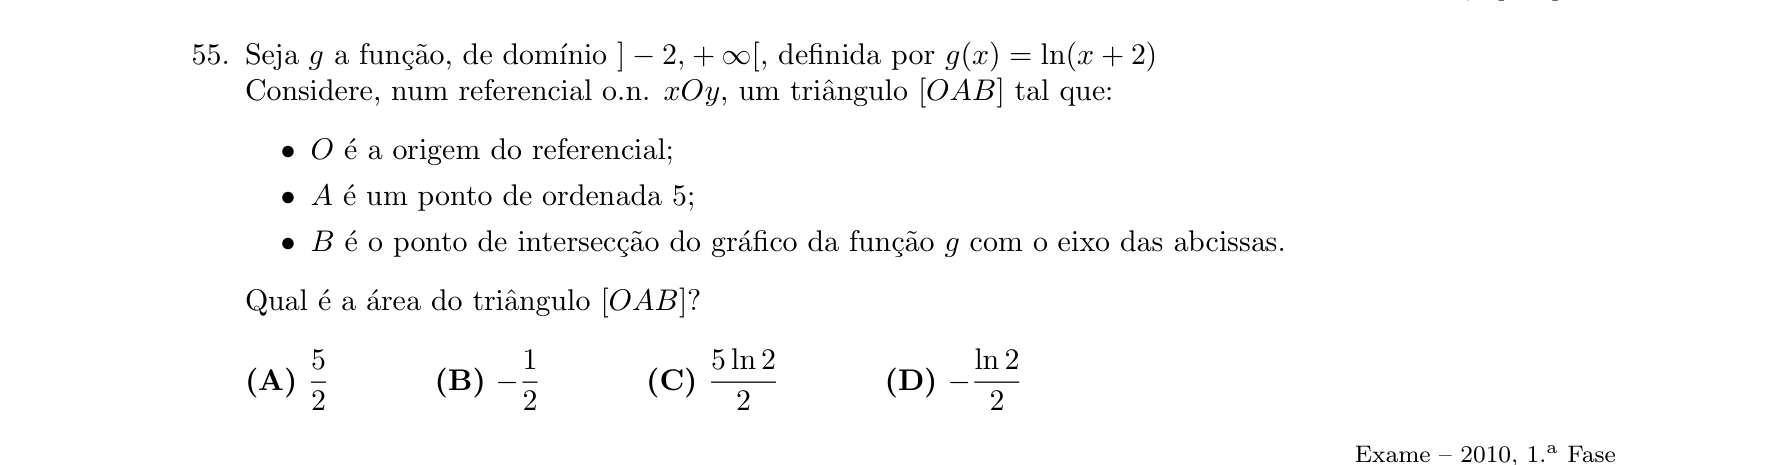 55. Seja g a função, de domínio ] − 2, + ∞[, definida por g(x) = ln(x + 2)
Considere, num referencial o.n. xOy, um triângulo [OAB] tal que:
• O é a origem do referencial;
• A é um ponto de ordenada 5;
• B é o ponto de intersecção do gráfico da função g com o eixo das abcissas.
Qual é a área do triângulo [OAB]?
(A) 5/2 (B) −1/2 (C) 5 ln 2/2 (D) −ln 2/2
Exame – 2010, 1.ª Fase